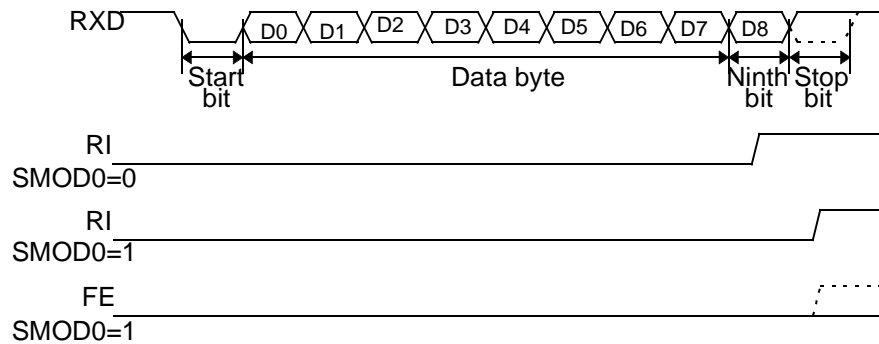 RXD
D0 D1 D2 D3 D4 D5 D6 D7 D8
Start bit
Data byte
Ninth bit
Stop bit
RI
SMOD0=0
RI
SMOD0=1
FE
SMOD0=1